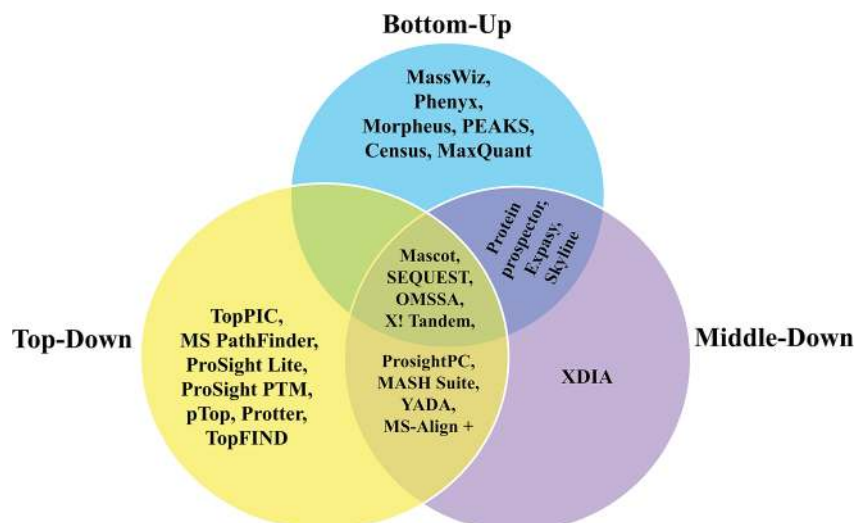 Bottom-Up
MassWiz,
Phenyx,
Morpheus, PEAKS,
Census, MaxQuant
Protein
prospector,
Expasy,
Skyline
Mascot,
SEQUEST,
OMSSA,
X! Tandem,
Top-Down
TopPIC,
MS PathFinder,
ProSight Lite,
ProSight PTM,
pTop, Protter,
TopFIND
ProsightPC,
MASH Suite,
YADA,
MS-Align +
Middle-Down
XDIA